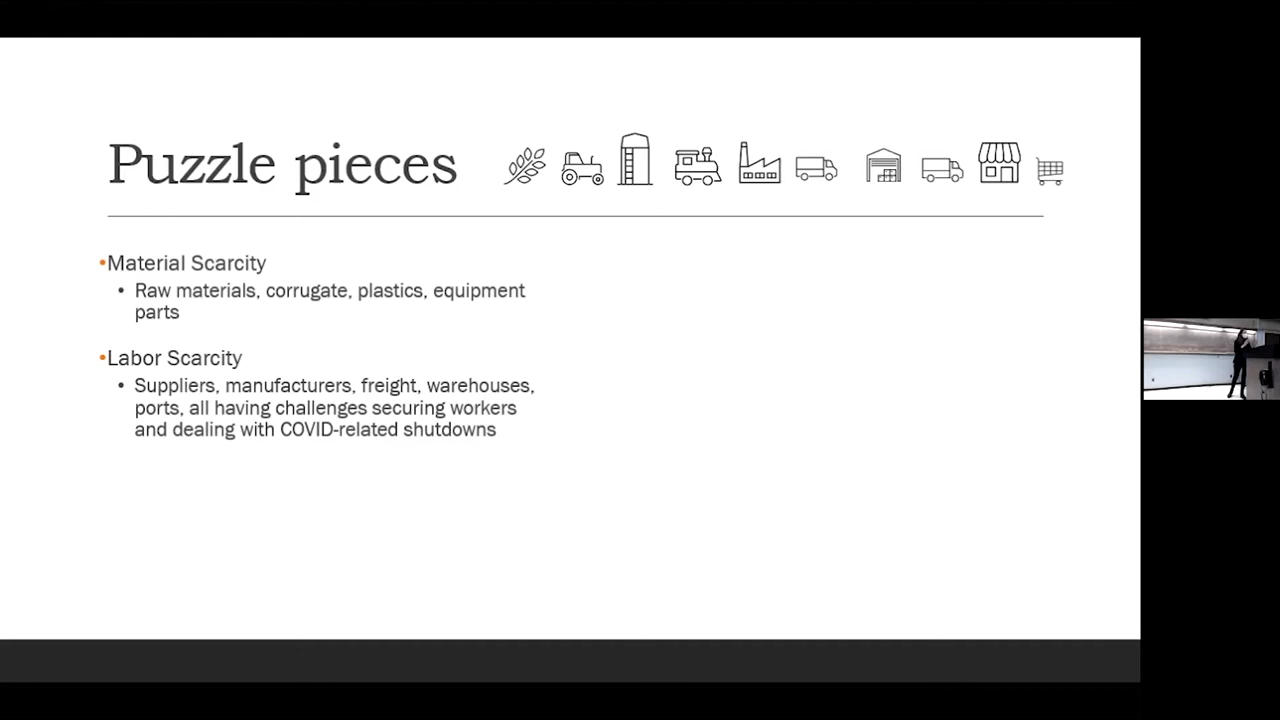 Puzzle pieces
•Material Scarcity
• Raw materials, corrugate, plastics, equipment
parts
•Labor Scarcity
• Suppliers, manufacturers, freight, warehouses,
ports, all having challenges securing workers
and dealing with COVID-related shutdowns